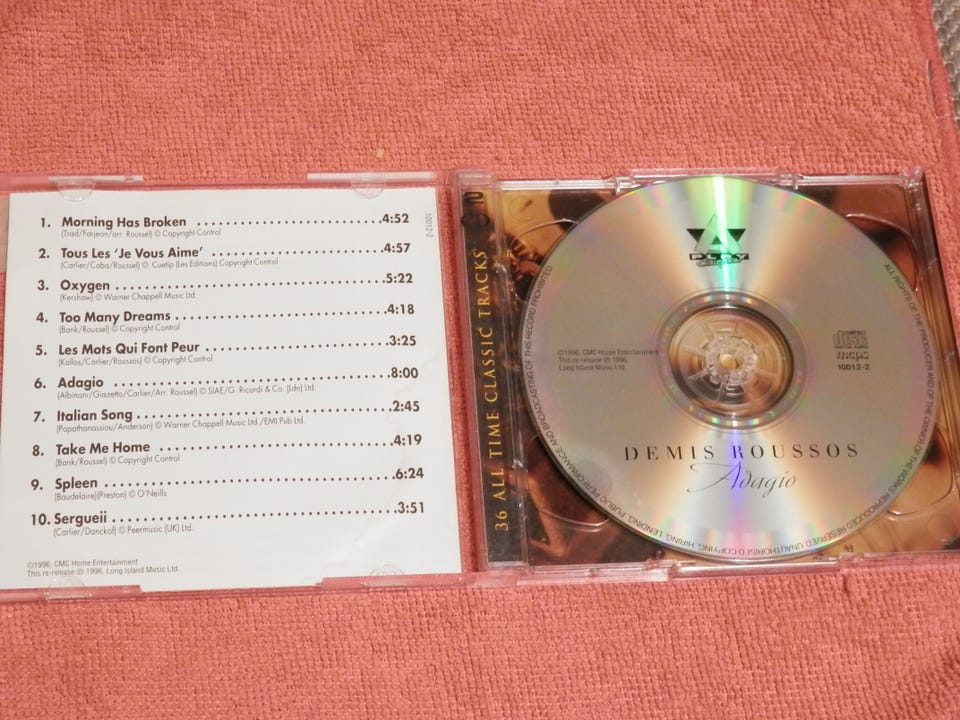 10012-2
1. Morning Has Broken ........................4:52
(Trad/Farjeon/arr. Roussel) © Copyright Control
2. Tous Les ‘Je Vous Aime’ ........................4:57
(Carlier/Caba/Roussel) © Cuetip (Les Editions) Copyright Control
3. Oxygen ........................5:22
(Kershaw) © Warner Chappell Music Ltd.
4. Too Many Dreams ........................4:18
(Bank/Roussel) © Copyright Control
5. Les Mots Qui Font Peur ........................3:25
(Kallos/Carlier/Roussos) © Copyright Control
6. Adagio ........................8:00
(Albinoni/Giazetto/Carlier/Arr. Roussel) © SIAE/G. Ricordi & Co. (Ldn) Ltd.
7. Italian Song ........................2:45
(Papathanassiou/Anderson) © Warner Chappell Music Ltd./EMI Pub Ltd.
8. Take Me Home ........................4:19
(Bank/Roussel) © Copyright Control
9. Spleen ........................6:24
(Baudelaire)(Preston) © O'Neills
10. Sergueii ........................3:51
(Carlier/Danckof) © Peermusic (UK) Ltd.
©1996, CMC Home Entertainment
This re-release ℗ 1996, Long Island Music Ltd.
36 ALL TIME CLASSIC TRACKS
PLAY
ALL RIGHTS OF THE PRODUCER AND OF THE OWNER OF THE WORKS REPRODUCED RESERVED. UNAUTHORISED COPYING, HIRING, LENDING, PUBLIC PERFORMANCE AND BROADCASTING OF THIS RECORD PROHIBITED
©1996, CMC Home Entertainment
This re-release ℗ 1996,
Long Island Music Ltd.
COMPACT
disc
DIGITAL AUDIO
mcps
10012-2
DEMIS ROUSSOS
Adagio